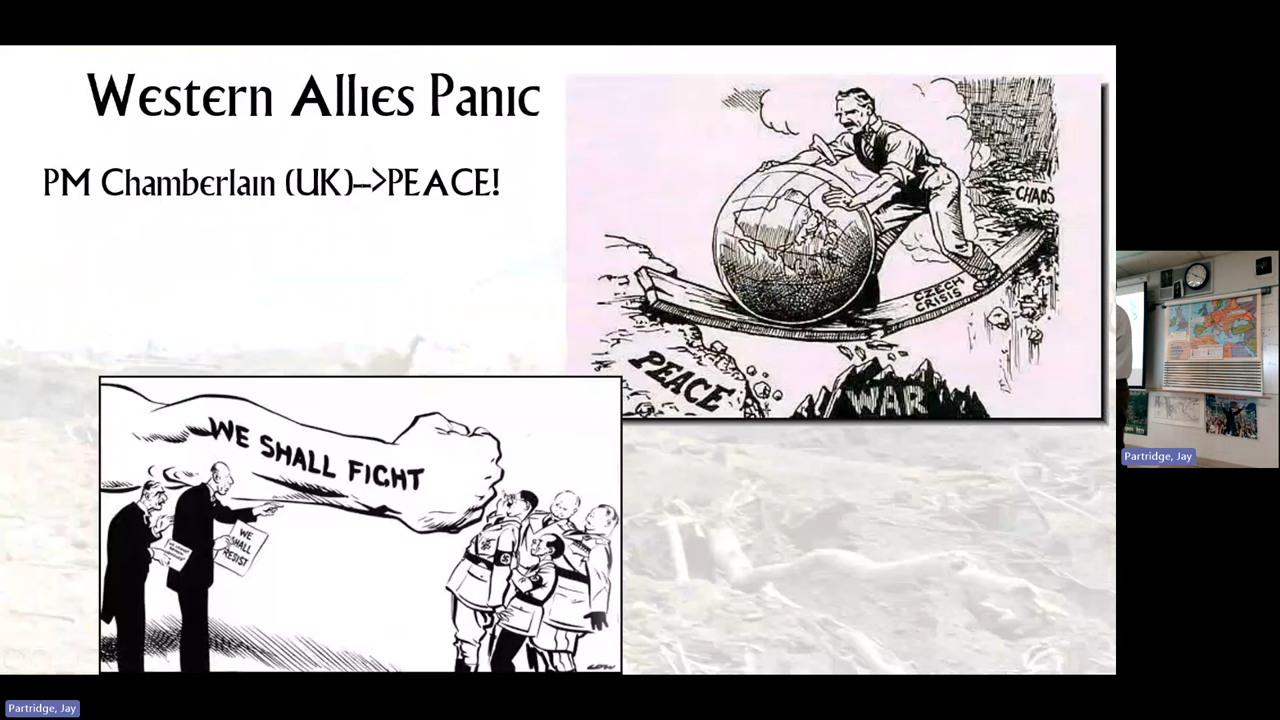 Western Allies Panic
PM Chamberlain (UK)-->PEACE!
CHAOS
CZECH
CRISIS
PEACE
WAR
WE SHALL FIGHT
WE
SHALL
RESIST
Partridge, Jay
Partridge, Jay